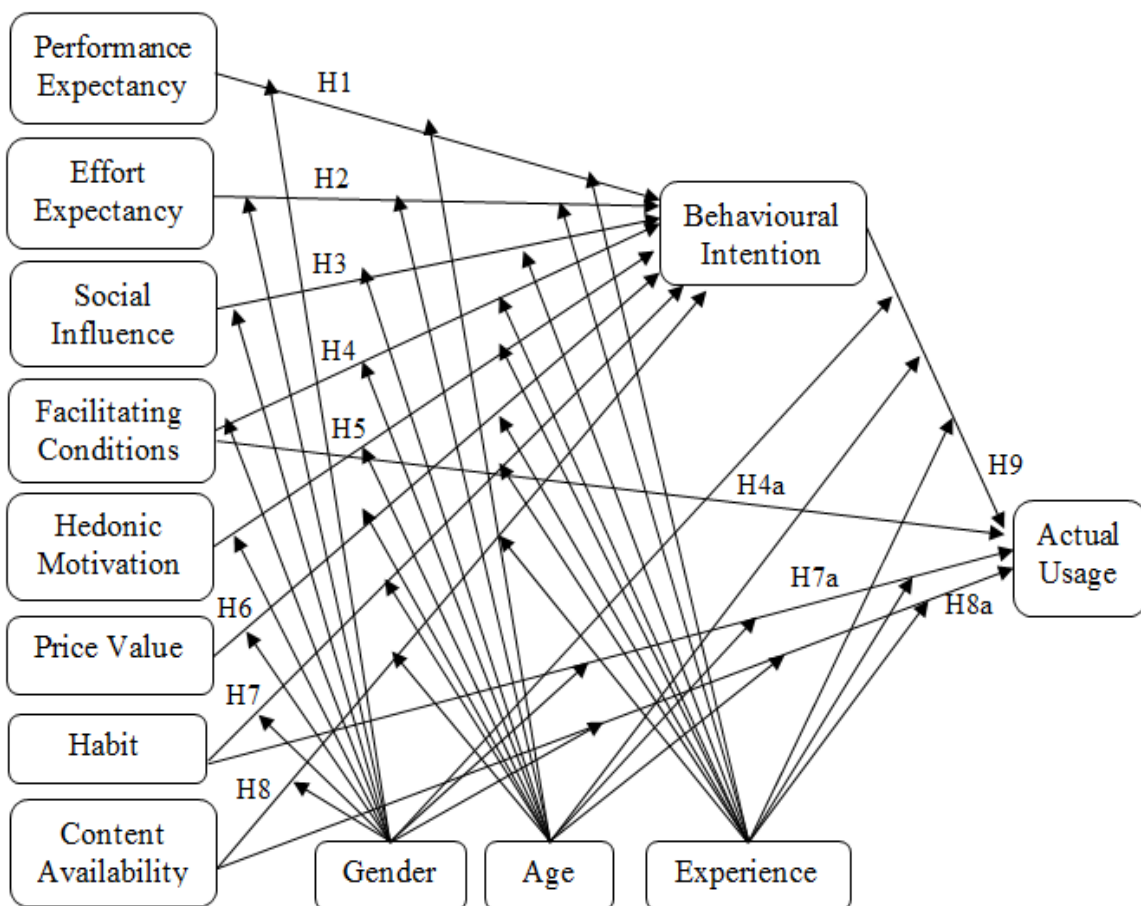 Performance
Expectancy
H1
Effort
Expectancy
H2
Behavioural
Intention
Social
Influence
H3
Facilitating
Conditions
H4
H5
H4a
H9
Hedonic
Motivation
Actual
Usage
H6
Price Value
H7a
H8a
H7
Habit
H8
Content
Availability
Gender
Age
Experience